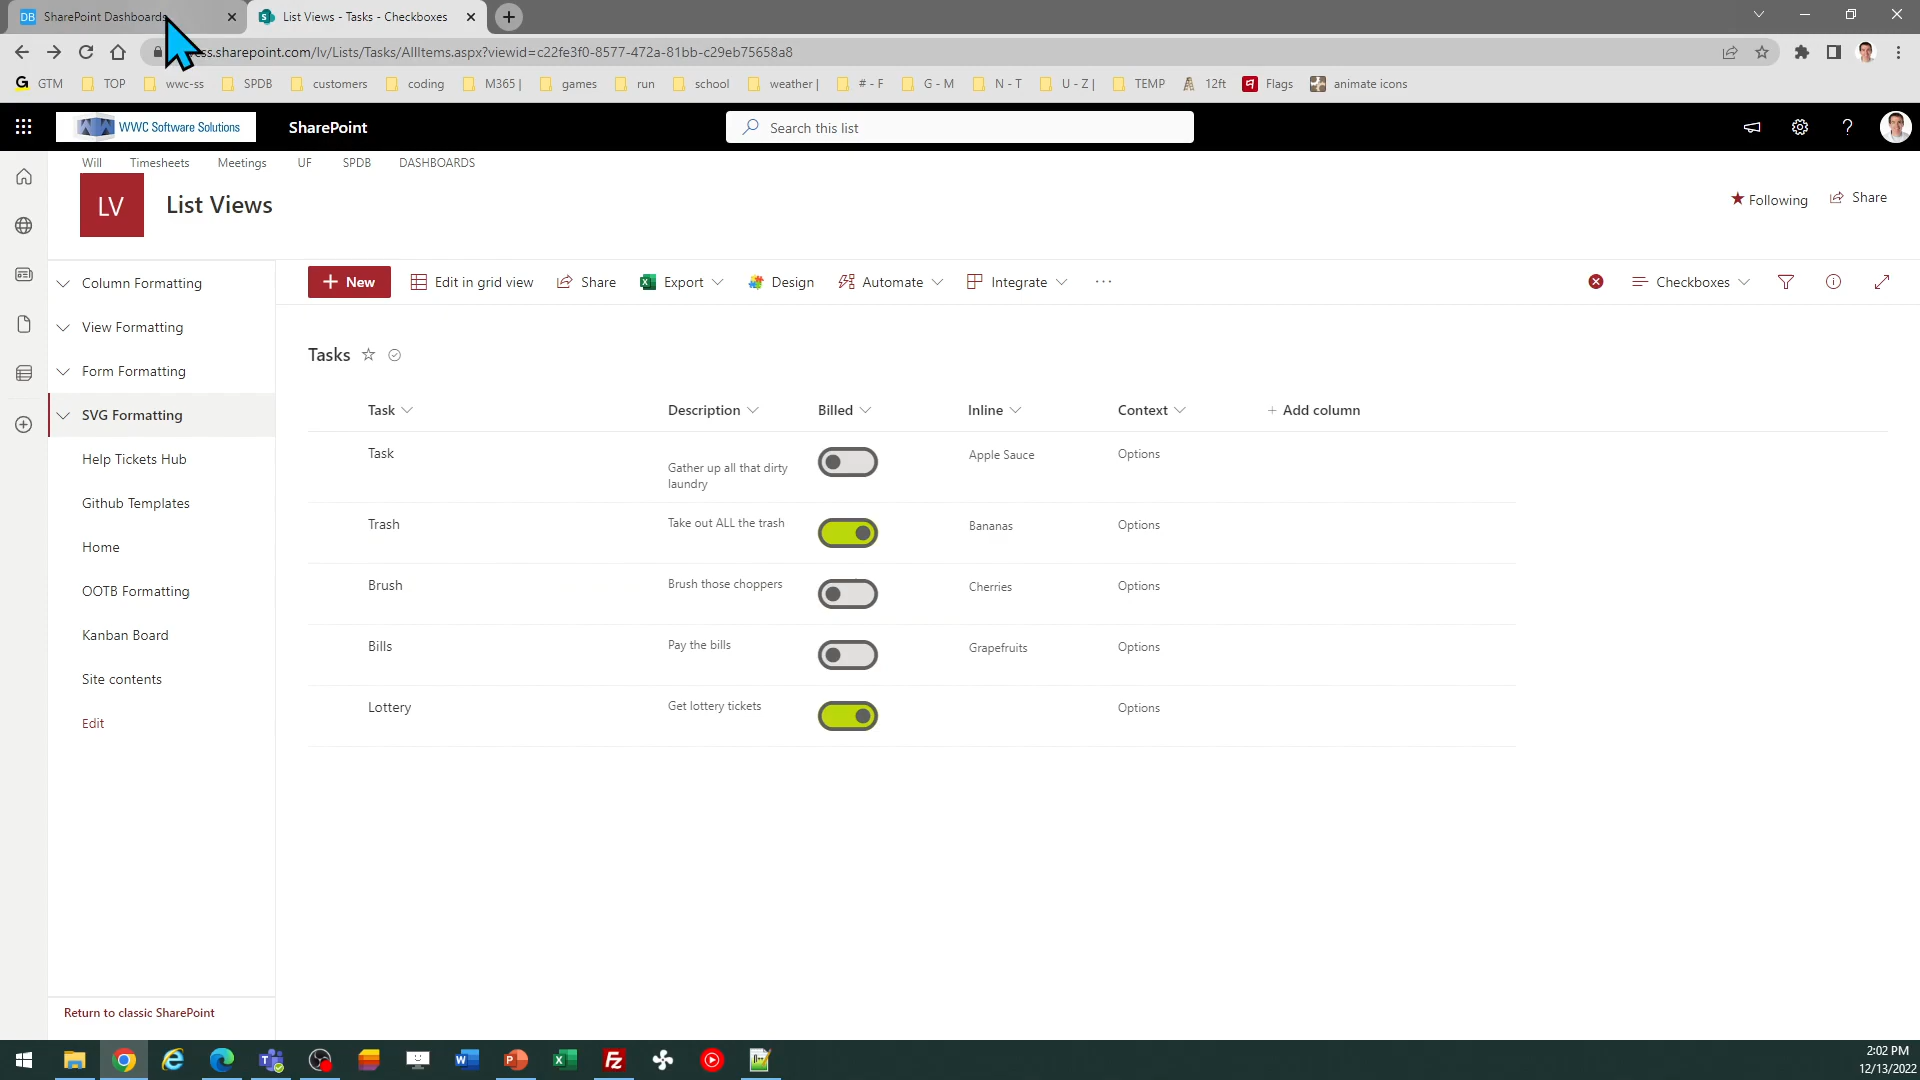 DB SharePoint Dashboards
List Views - Tasks - Checkboxes
ss.sharepoint.com/lv/Lists/Tasks/AllItems.aspx?viewid=c22fe3f0-8577-472a-81bb-c29eb75658a8
G GTM TOP wwc-ss SPDB customers coding M365 | games run school weather | # - F G - M N - T U - Z | TEMP 12ft Flags animate icons
WWC Software Solutions SharePoint Search this list ?
Will Timesheets Meetings UF SPDB DASHBOARDS
LV List Views
Following Share
Column Formatting
View Formatting
Form Formatting
SVG Formatting
Help Tickets Hub
Github Templates
Home
OOTB Formatting
Kanban Board
Site contents
Edit
Return to classic SharePoint
+ New Edit in grid view Share Export Design Automate Integrate ... Checkboxes
Tasks
Task Description Billed Inline Context + Add column
Task Gather up all that dirty laundry Apple Sauce Options
Trash Take out ALL the trash Bananas Options
Brush Brush those choppers Cherries Options
Bills Pay the bills Grapefruits Options
Lottery Get lottery tickets Options
2:02 PM
12/13/2022